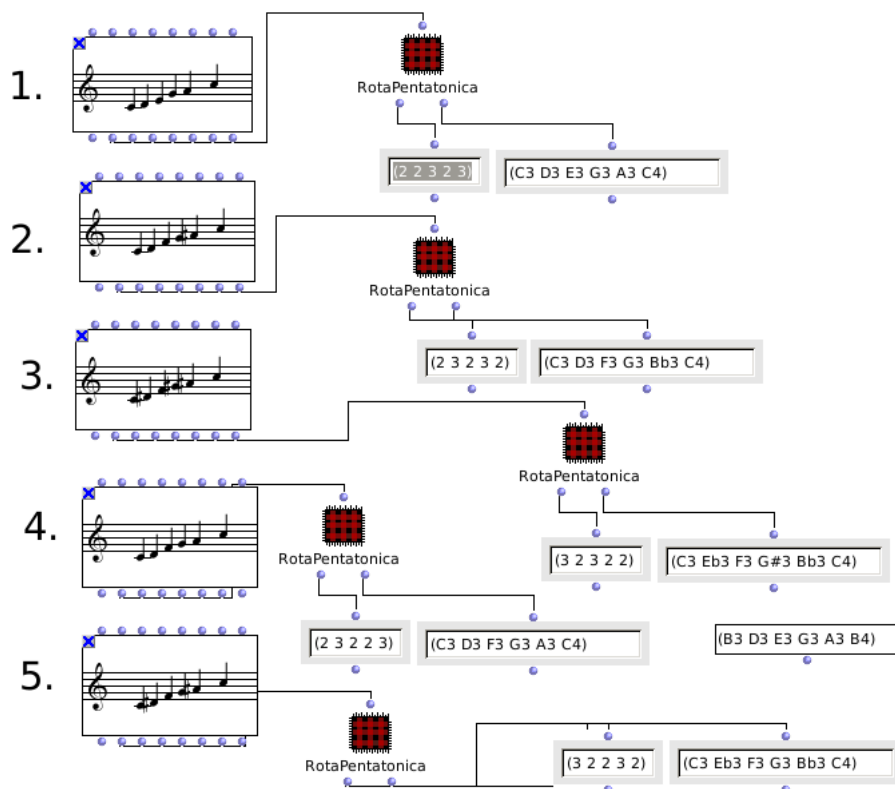 1.
RotaPentatonica
(2 2 3 2 3)
(C3 D3 E3 G3 A3 C4)
2.
RotaPentatonica
(2 3 2 3 2)
(C3 D3 F3 G3 Bb3 C4)
3.
RotaPentatonica
(3 2 3 2 2)
(C3 Eb3 F3 G#3 Bb3 C4)
4.
RotaPentatonica
(2 3 2 2 3)
(C3 D3 F3 G3 A3 C4)
(B3 D3 E3 G3 A3 B4)
5.
RotaPentatonica
(3 2 2 3 2)
(C3 Eb3 F3 G3 Bb3 C4)